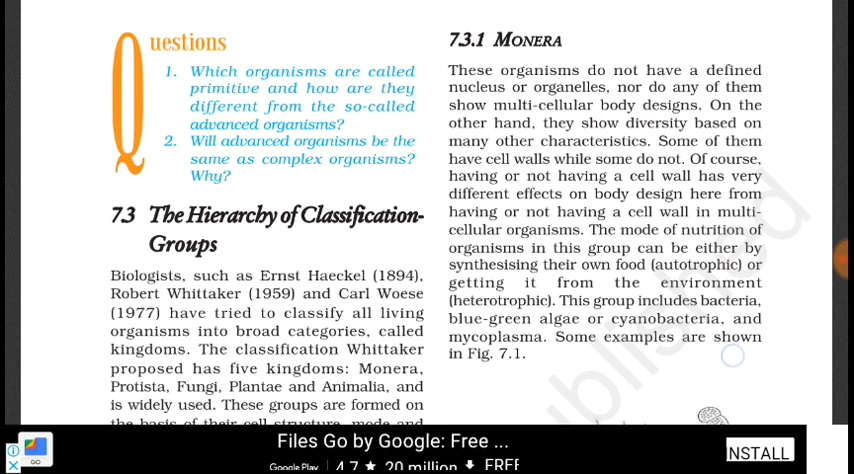 Questions
1. Which organisms are called
primitive and how are they
different from the so-called
advanced organisms?
2. Will advanced organisms be the
same as complex organisms?
Why?
7.3 The Hierarchy of Classification-
Groups
Biologists, such as Ernst Haeckel (1894),
Robert Whittaker (1959) and Carl Woese
(1977) have tried to classify all living
organisms into broad categories, called
kingdoms. The classification Whittaker
proposed has five kingdoms: Monera,
Protista, Fungi, Plantae and Animalia, and
is widely used. These groups are formed on
the basis of their cell structure, mode and
7.3.1 MONERA
These organisms do not have a defined
nucleus or organelles, nor do any of them
show multi-cellular body designs. On the
other hand, they show diversity based on
many other characteristics. Some of them
have cell walls while some do not. Of course,
having or not having a cell wall has very
different effects on body design here from
having or not having a cell wall in multi-
cellular organisms. The mode of nutrition of
organisms in this group can be either by
synthesising their own food (autotrophic) or
getting it from the environment
(heterotrophic). This group includes bacteria,
blue-green algae or cyanobacteria, and
mycoplasma. Some examples are shown
in Fig. 7.1.
ublished
GO
Files Go by Google: Free ...
Google Play 4.7 ★ 20 million FREE
INSTALL